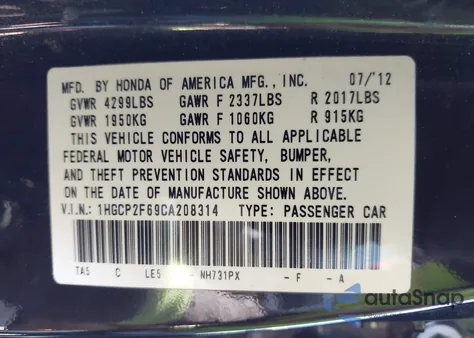 MFD. BY HONDA OF AMERICA MFG., INC. 07/'12
GVWR 4299LBS GAWR F 2337LBS R 2017LBS
GVWR 1950KG GAWR F 1060KG R 915KG
THIS VEHICLE CONFORMS TO ALL APPLICABLE
FEDERAL MOTOR VEHICLE SAFETY, BUMPER,
AND THEFT PREVENTION STANDARDS IN EFFECT
ON THE DATE OF MANUFACTURE SHOWN ABOVE.
V.I.N.: 1HGCP2F69CA208314 TYPE: PASSENGER CAR
TA5 C LE5 - NH731PX - F - A
autoSnap